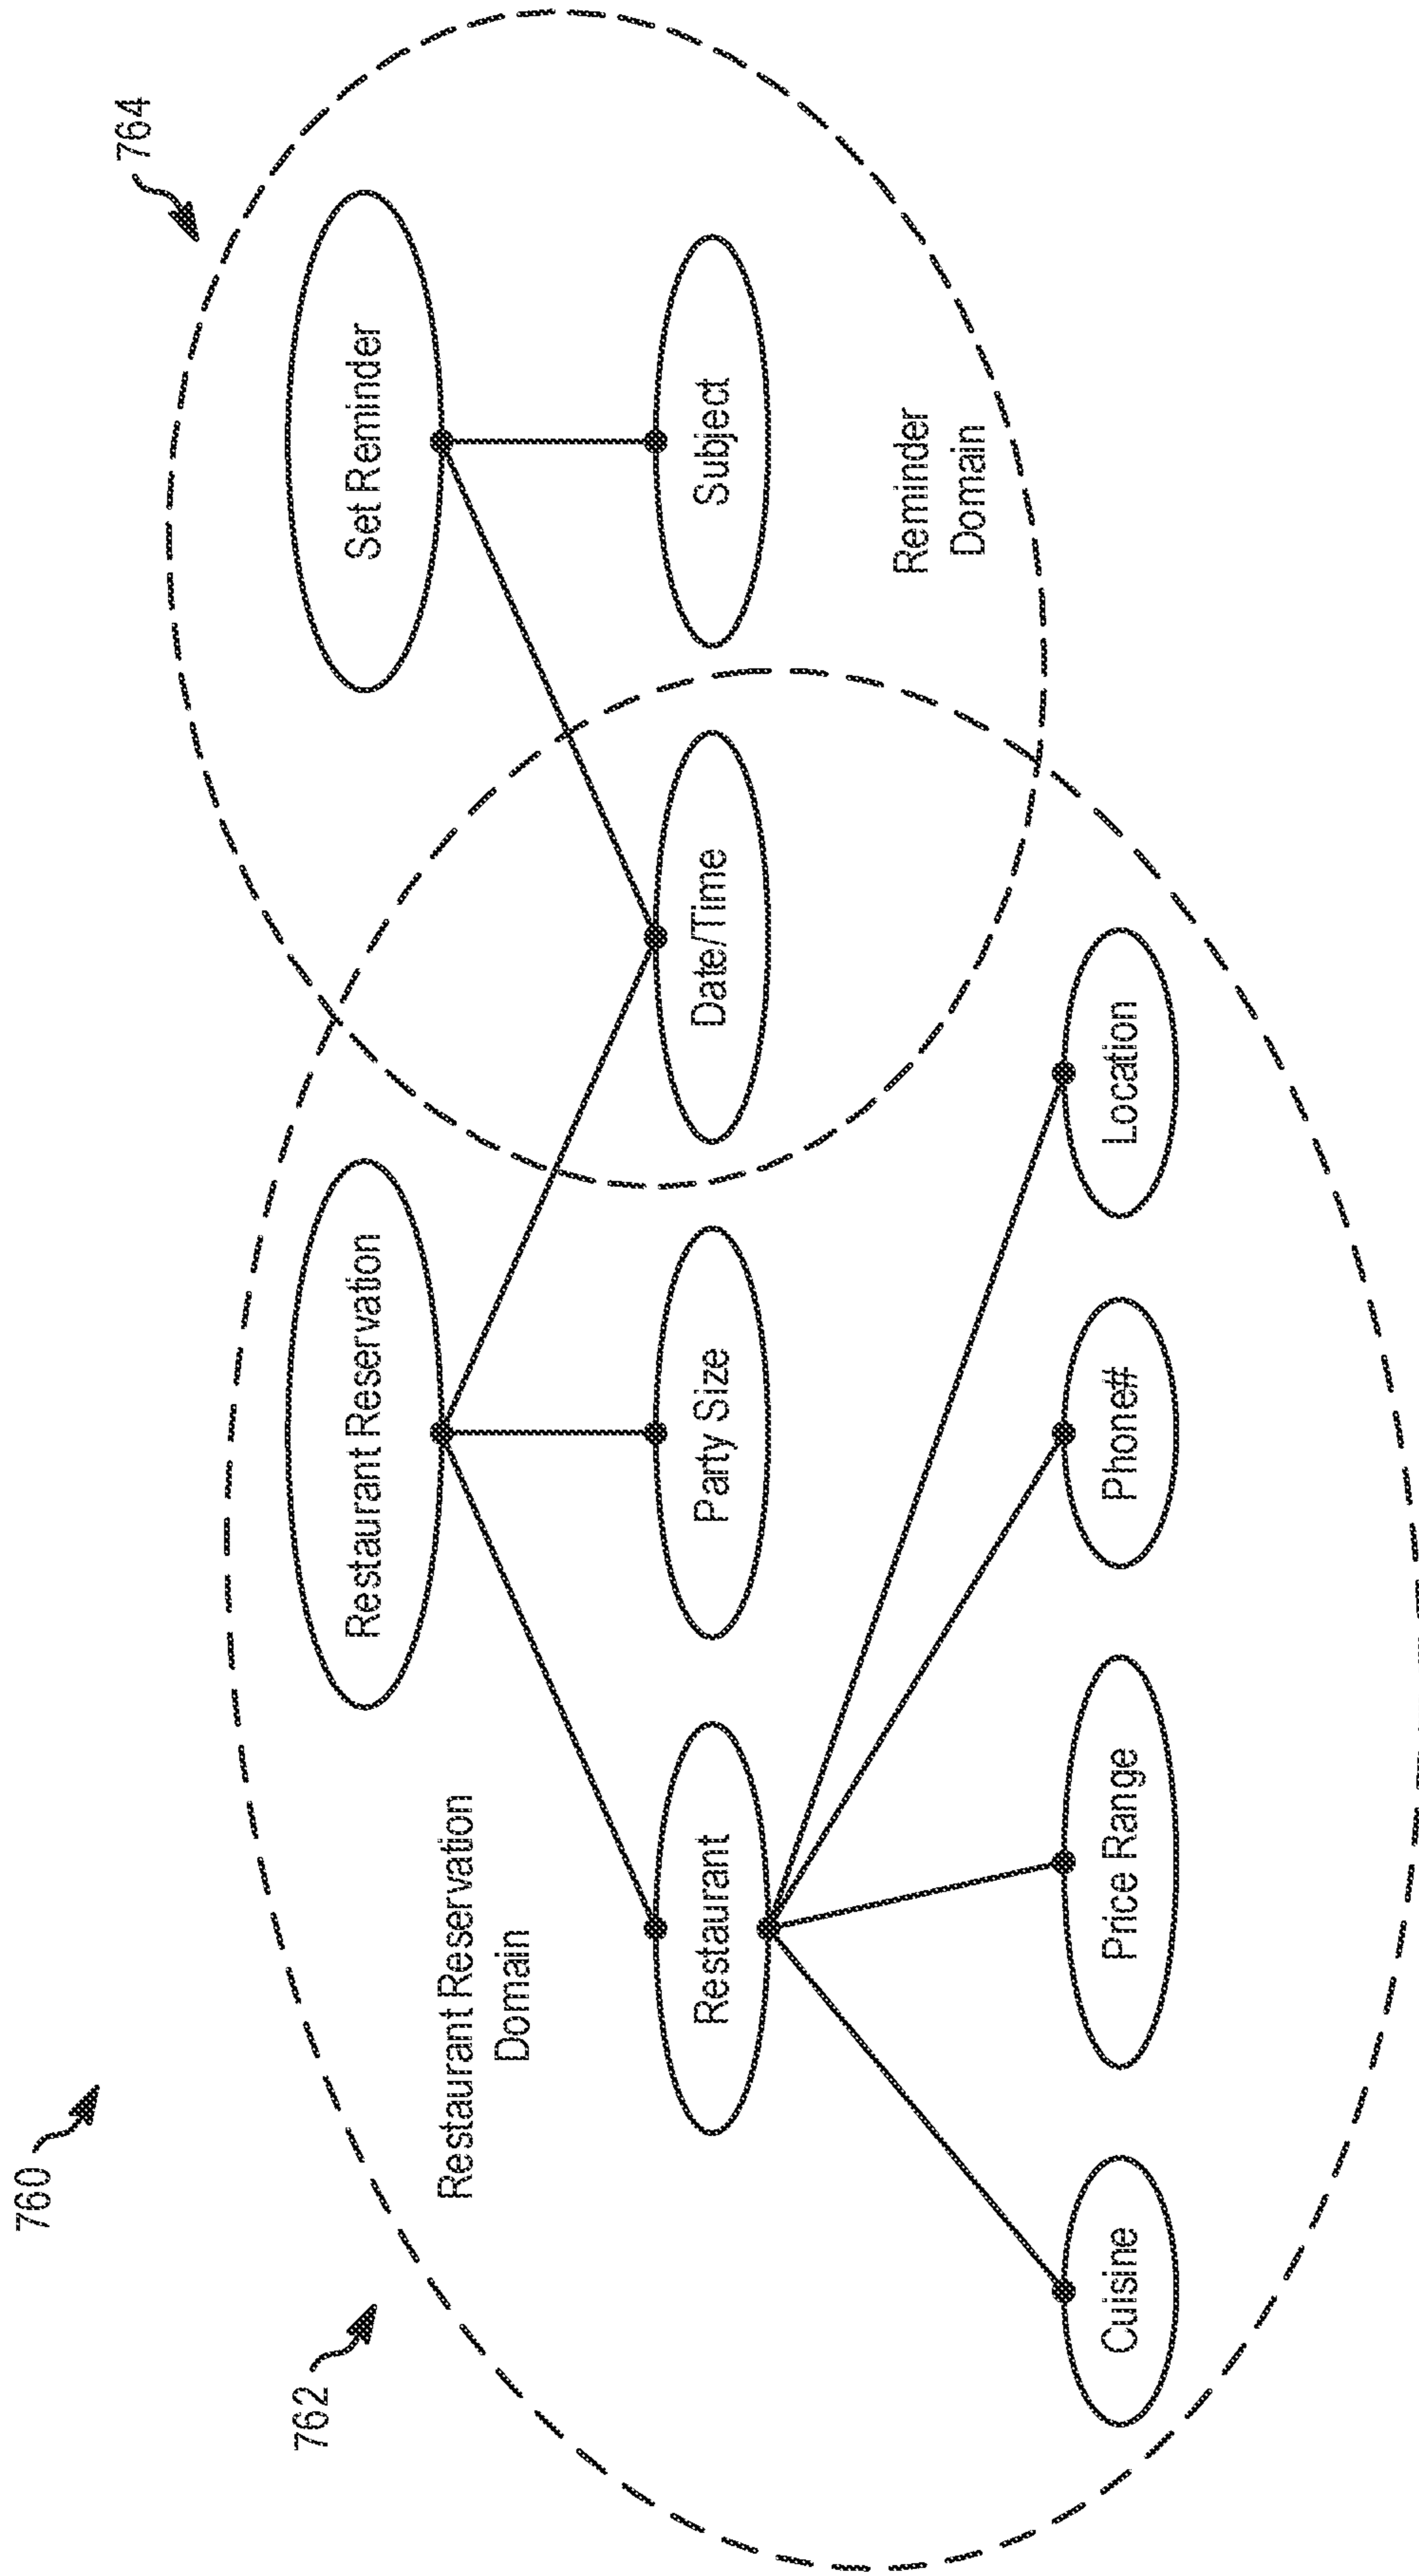 760
762
764
Restaurant Reservation
Domain
Restaurant Reservation
Set Reminder
Restaurant
Party Size
Date/Time
Subject
Reminder
Domain
Cuisine
Price Range
Phone#
Location